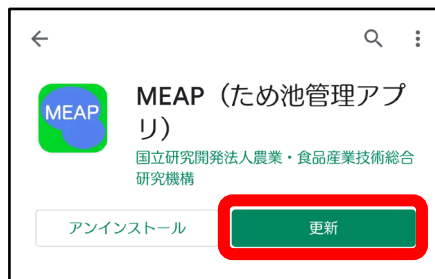 MEAP
MEAP（ため池管理アプ
リ）
国立研究開発法人農業・食品産業技術総合
研究機構
アンインストール
更新